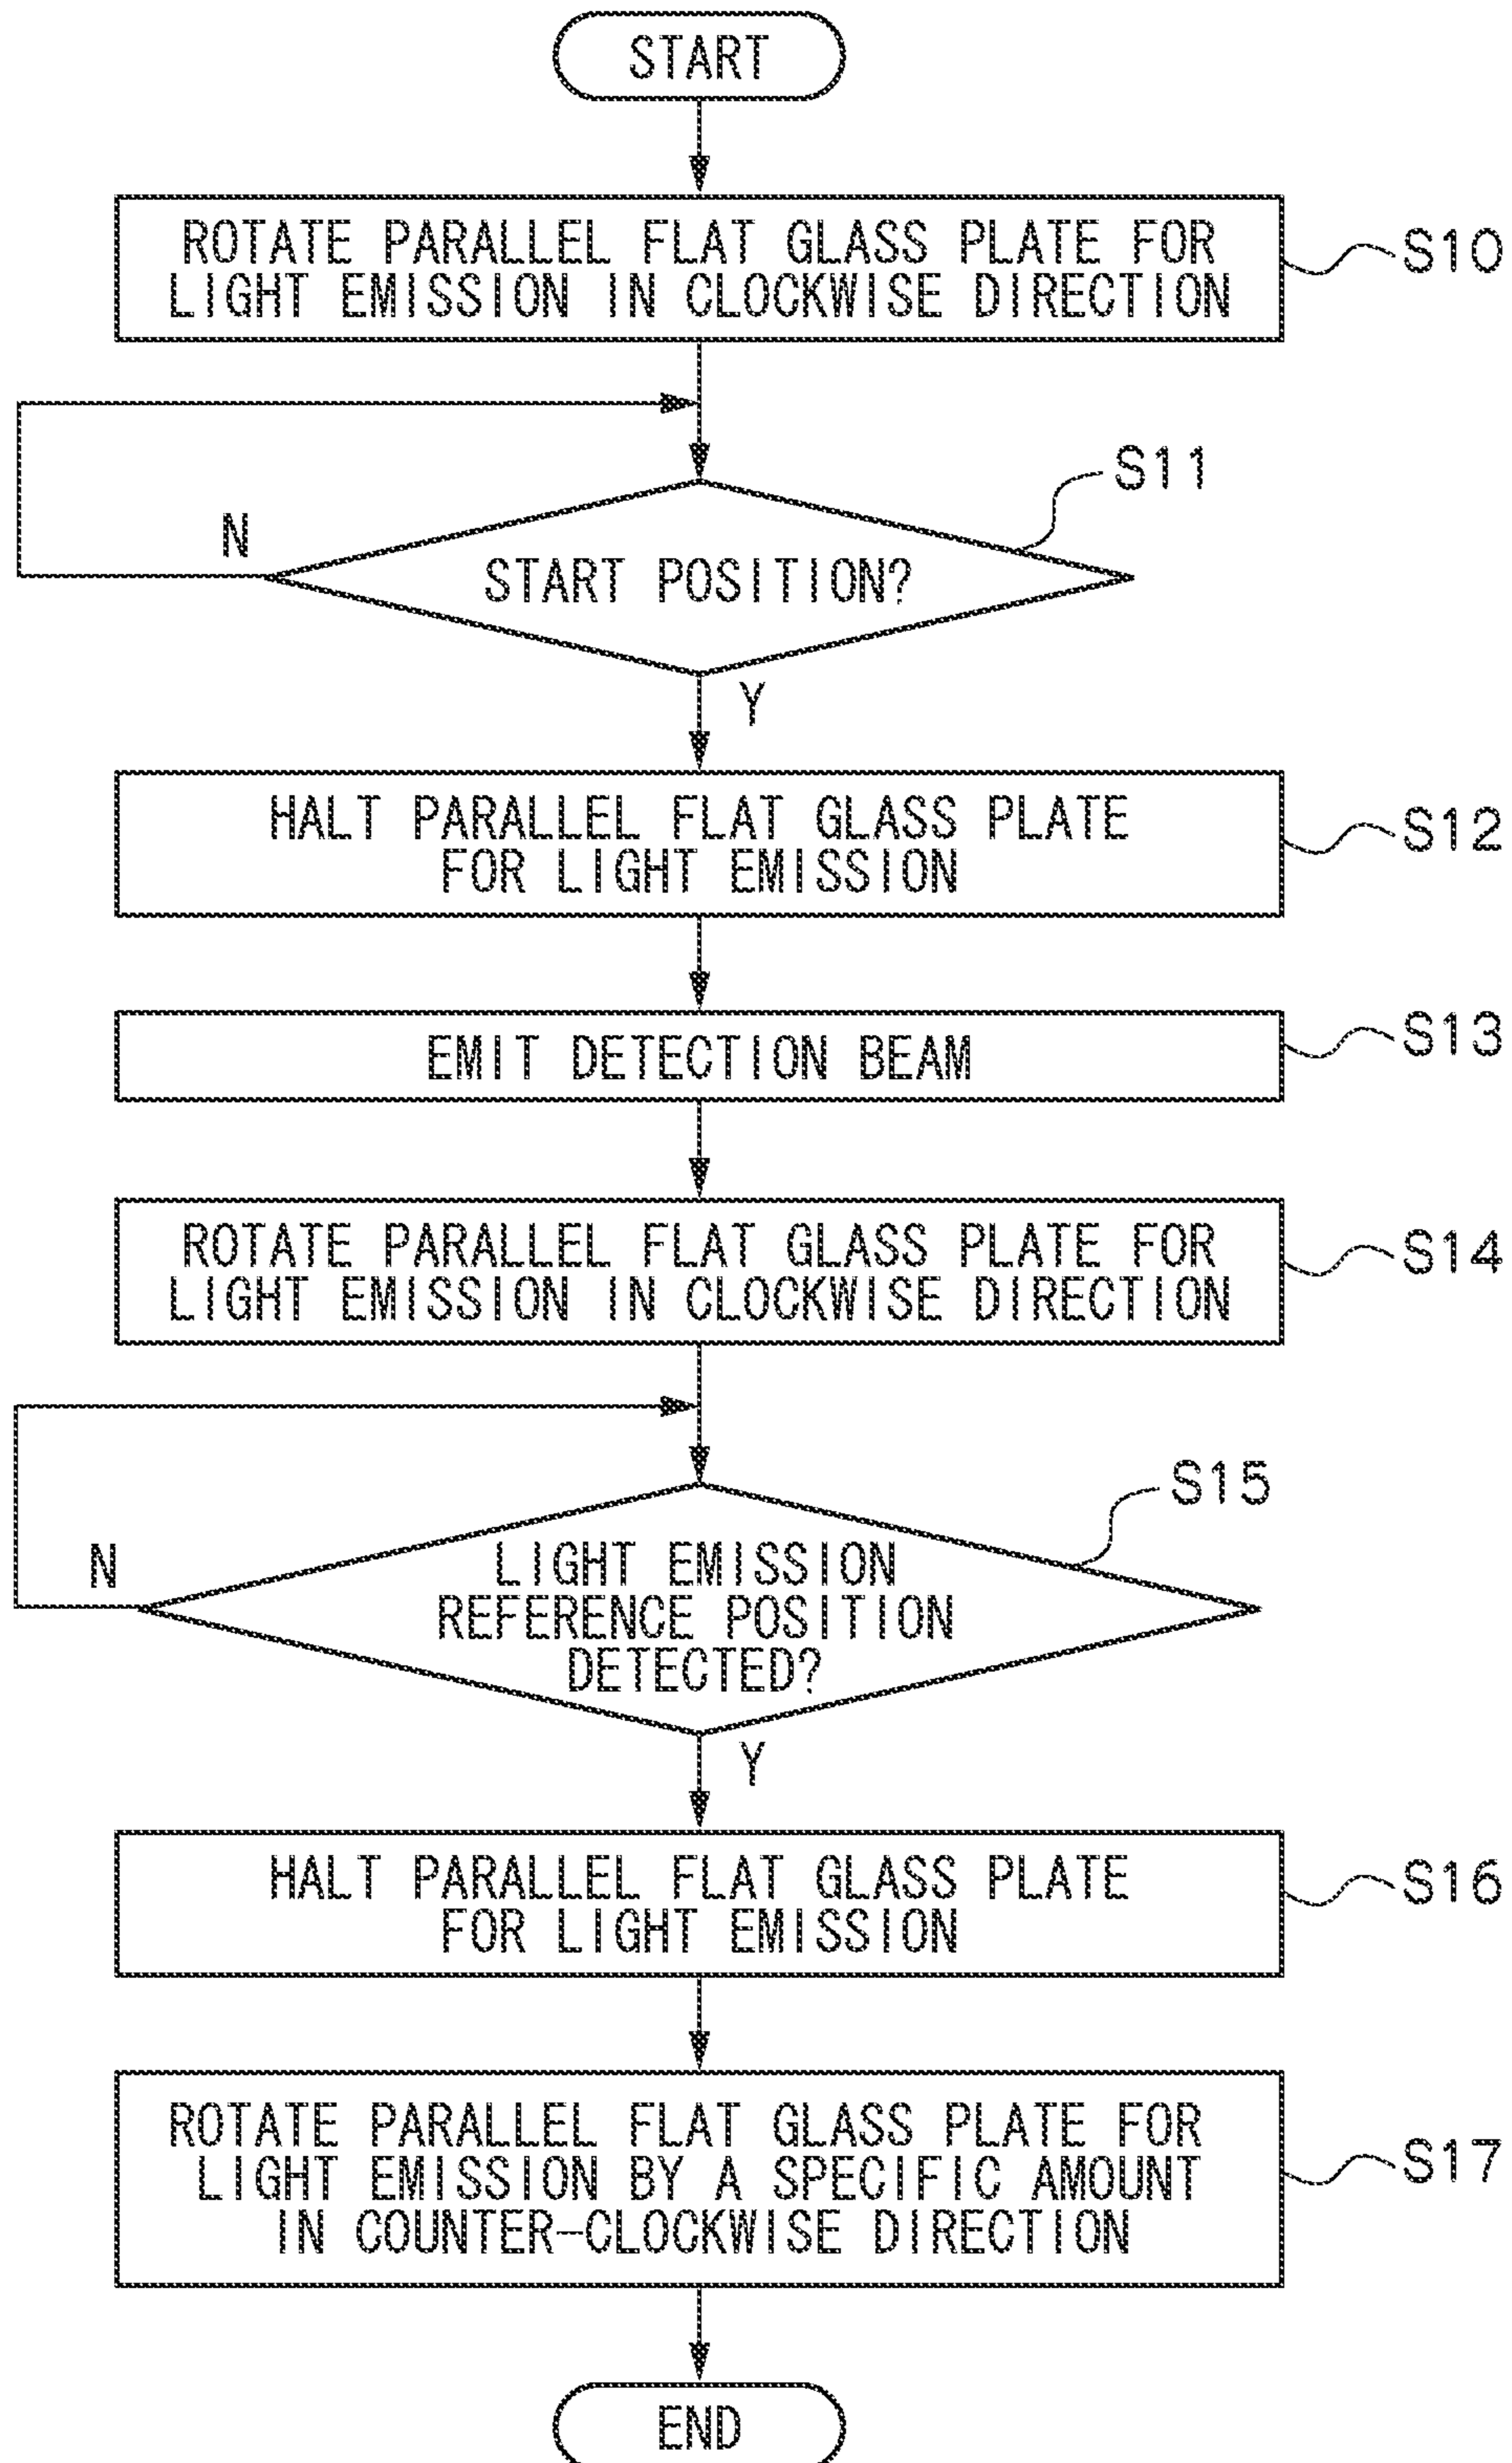 START
ROTATE PARALLEL FLAT GLASS PLATE FOR
LIGHT EMISSION IN CLOCKWISE DIRECTION
S10
S11
N
START POSITION?
Y
HALT PARALLEL FLAT GLASS PLATE
FOR LIGHT EMISSION
S12
EMIT DETECTION BEAM
S13
ROTATE PARALLEL FLAT GLASS PLATE FOR
LIGHT EMISSION IN CLOCKWISE DIRECTION
S14
S15
N
LIGHT EMISSION
REFERENCE POSITION
DETECTED?
Y
HALT PARALLEL FLAT GLASS PLATE
FOR LIGHT EMISSION
S16
ROTATE PARALLEL FLAT GLASS PLATE FOR
LIGHT EMISSION BY A SPECIFIC AMOUNT
IN COUNTER-CLOCKWISE DIRECTION
S17
END